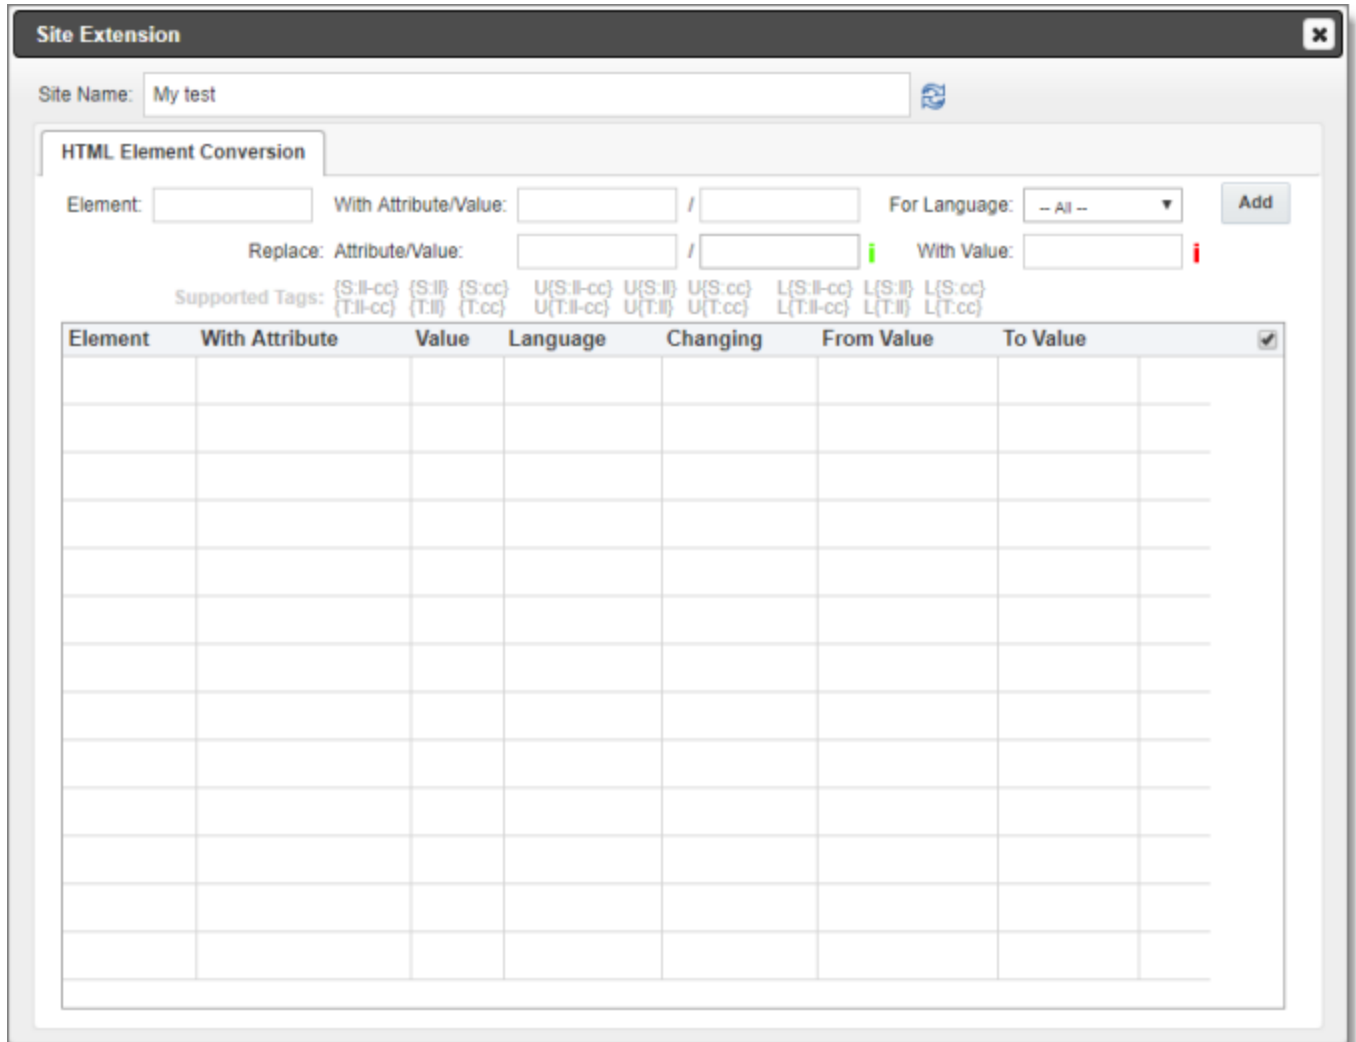 Site Extension
Site Name: My test
HTML Element Conversion
Element: With Attribute/Value: / For Language: -- All -- Add
Replace: Attribute/Value: / i With Value: i
Supported Tags: {S:ll-cc} {S:ll} {S:cc} U{S:ll-cc} U{S:ll} U{S:cc} L{S:ll-cc} L{S:ll} L{S:cc}
{T:ll-cc} {T:ll} {T:cc} U{T:ll-cc} U{T:ll} U{T:cc} L{T:ll-cc} L{T:ll} L{T:cc}
Element With Attribute Value Language Changing From Value To Value